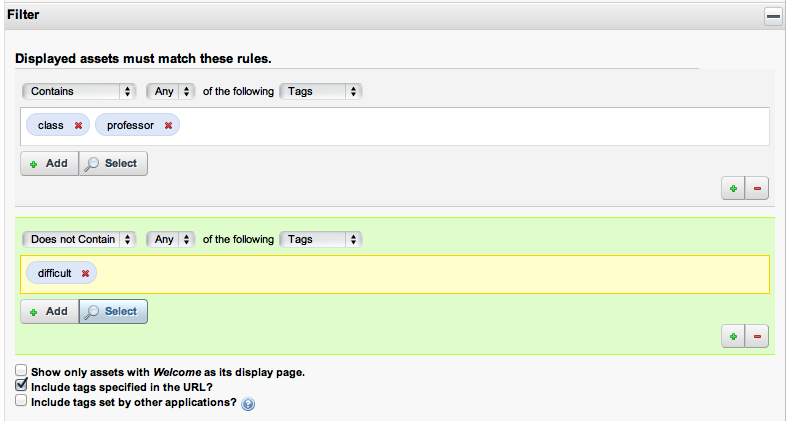 Filter
Displayed assets must match these rules.
Contains Any of the following Tags
class professor
Add Select
Does not Contain Any of the following Tags
difficult
Add Select
Show only assets with Welcome as its display page.
Include tags specified in the URL?
Include tags set by other applications?